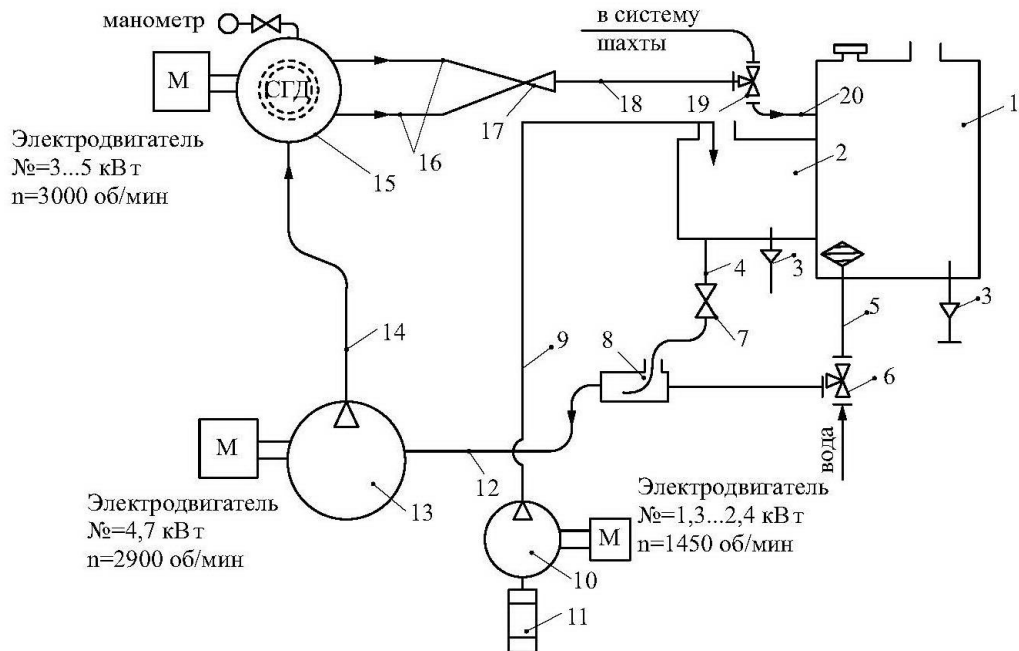 манометр
в систему
шахты
М
СГД
Электродвигатель
№=3...5 кВт
n=3000 об/мин
15
16
17
18
19
20
1
2
3
3
4
5
6
7
8
9
14
вода
М
Электродвигатель
№=4,7 кВт
n=2900 об/мин
13
12
Электродвигатель
№=1,3...2,4 кВт
n=1450 об/мин
М
10
11